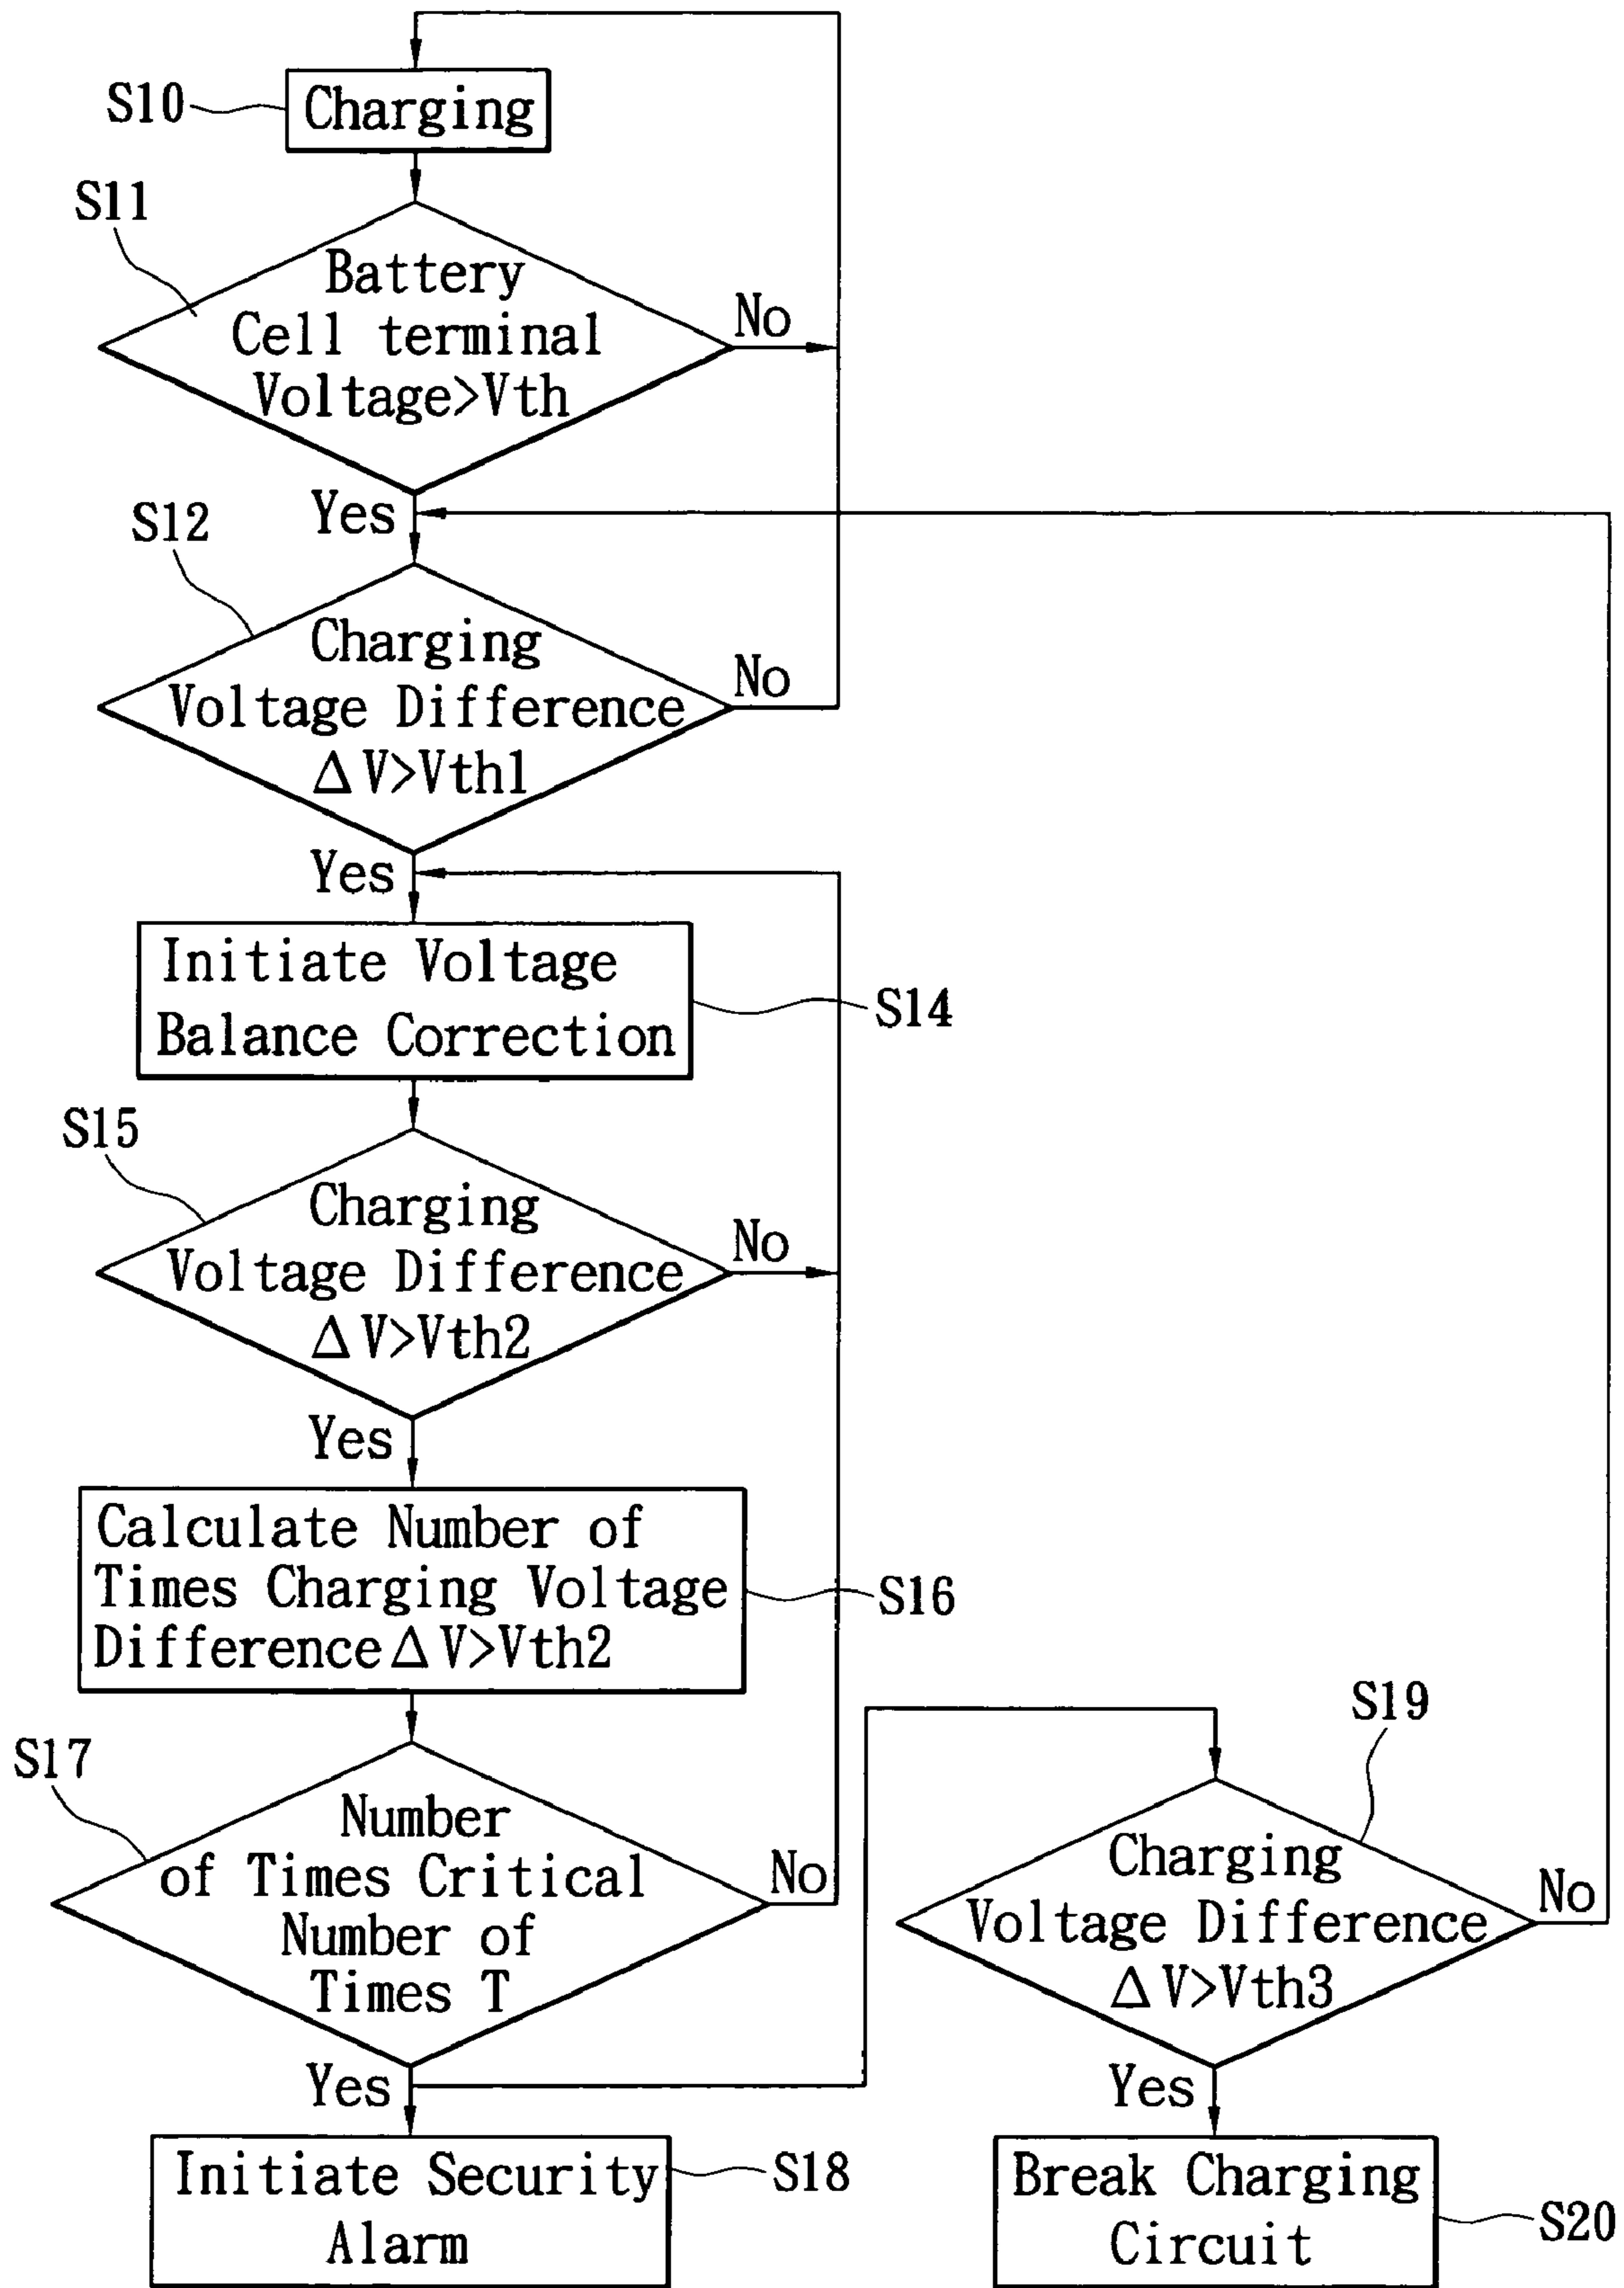 S10
Charging
S11
Battery
Cell terminal
Voltage>Vth
No
Yes
S12
Charging
Voltage Difference
ΔV>Vth1
No
Yes
Initiate Voltage
Balance Correction
S14
S15
Charging
Voltage Difference
ΔV>Vth2
No
Yes
Calculate Number of
Times Charging Voltage
Difference ΔV>Vth2
S16
S17
Number
of Times Critical
Number of
Times T
No
Yes
Initiate Security
Alarm
S18
S19
Charging
Voltage Difference
ΔV>Vth3
No
Yes
Break Charging
Circuit
S20